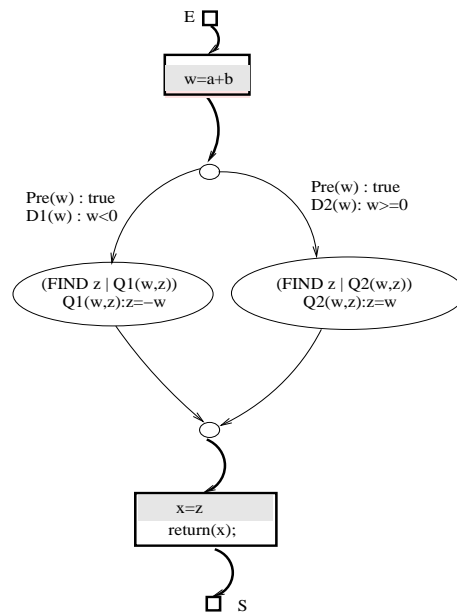 E
w=a+b
Pre(w) : true
D1(w) : w<0
Pre(w) : true
D2(w): w>=0
(FIND z | Q1(w,z))
Q1(w,z):z=-w
(FIND z | Q2(w,z))
Q2(w,z):z=w
x=z
return(x);
S